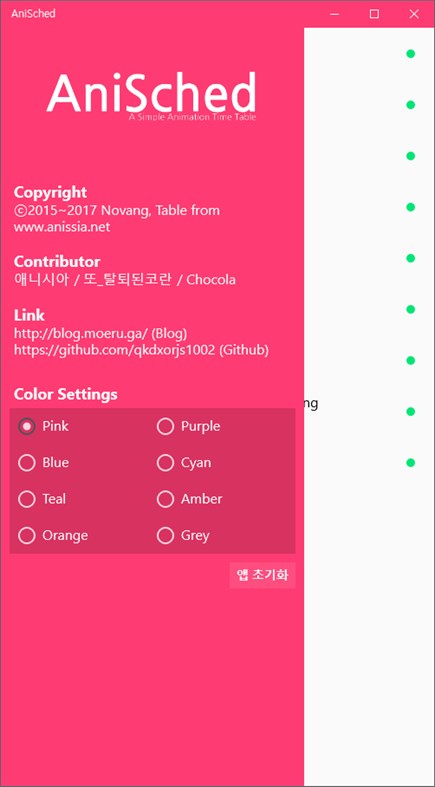 AniSched
AniSched
A Simple Animation Time Table
Copyright
ⓒ2015~2017 Novang, Table from
www.anissia.net
Contributor
애니시아 / 또_탈퇴된코란 / Chocola
Link
http://blog.moeru.ga/ (Blog)
https://github.com/qkdxorjs1002 (Github)
ng
Color Settings
Pink
Purple
Blue
Cyan
Teal
Amber
Orange
Grey
앱 초기화